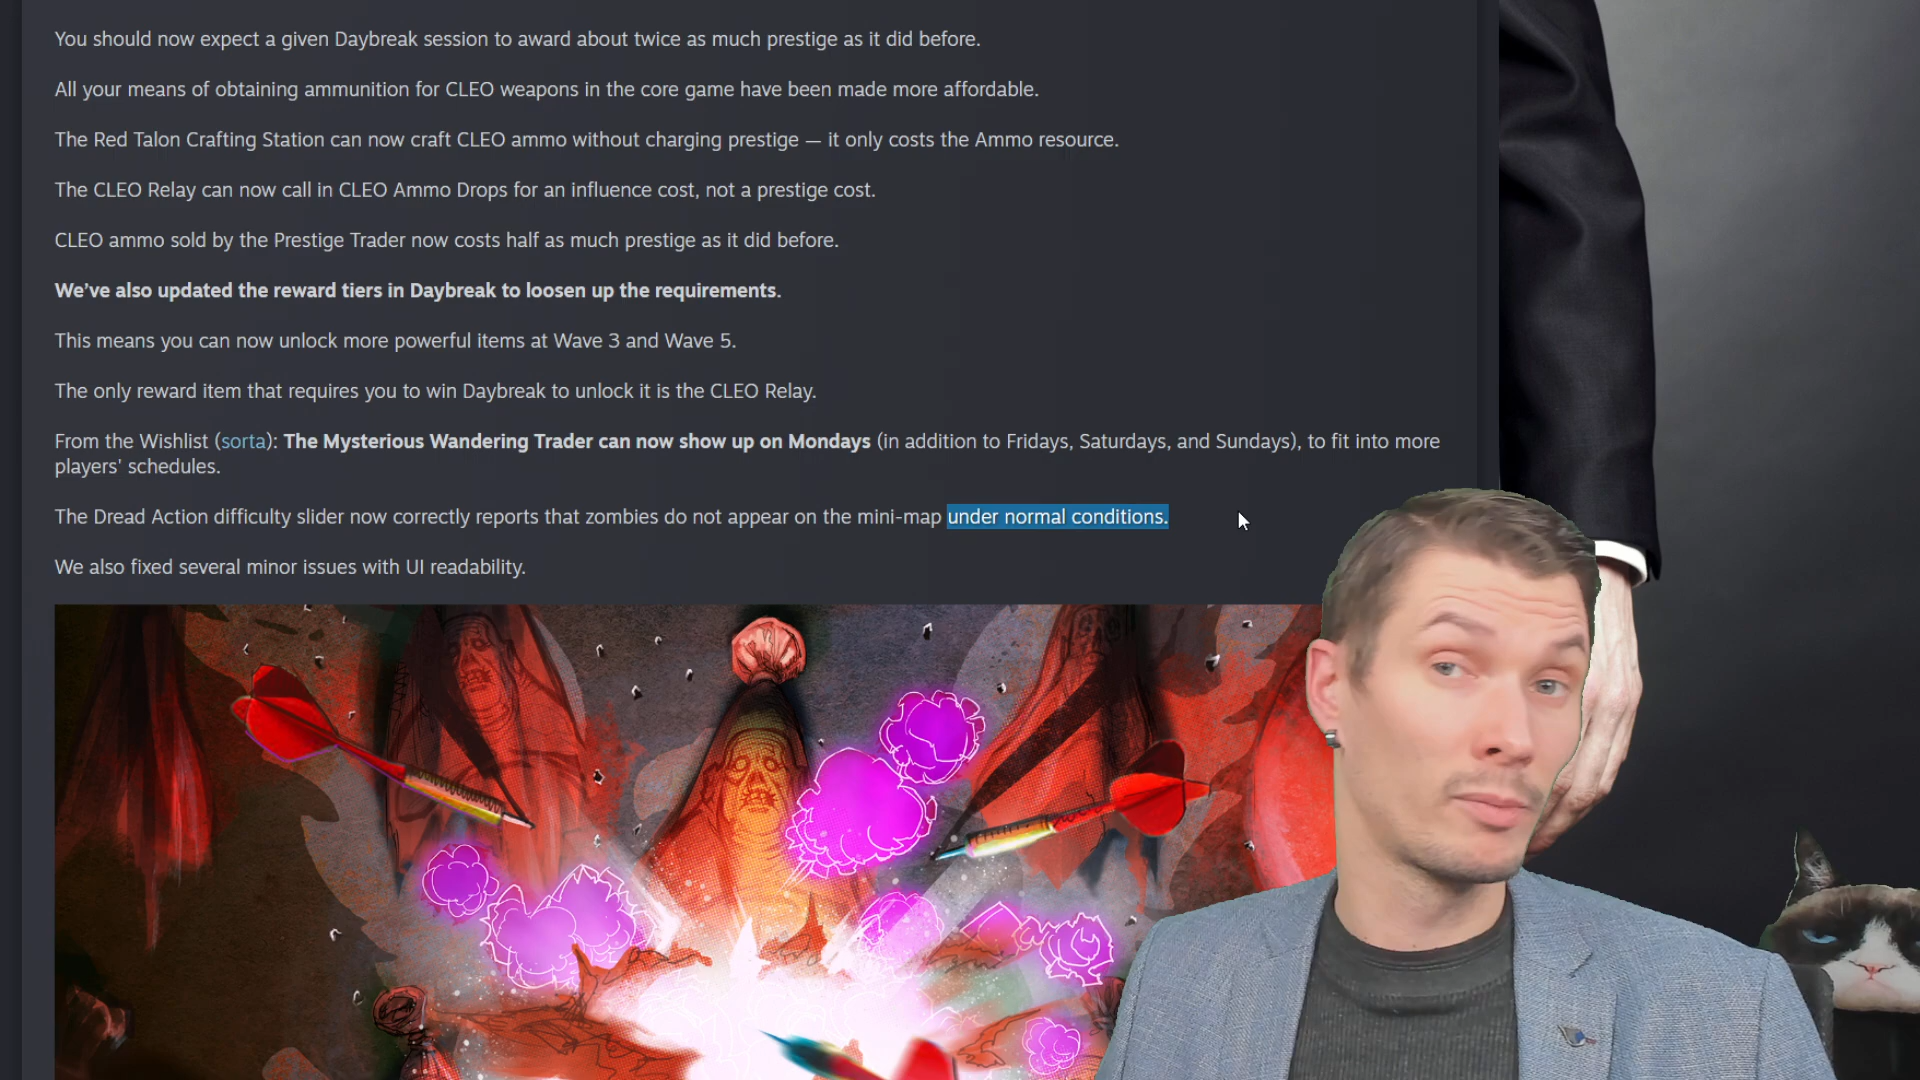 You should now expect a given Daybreak session to award about twice as much prestige as it did before.
All your means of obtaining ammunition for CLEO weapons in the core game have been made more affordable.
The Red Talon Crafting Station can now craft CLEO ammo without charging prestige — it only costs the Ammo resource.
The CLEO Relay can now call in CLEO Ammo Drops for an influence cost, not a prestige cost.
CLEO ammo sold by the Prestige Trader now costs half as much prestige as it did before.
We’ve also updated the reward tiers in Daybreak to loosen up the requirements.
This means you can now unlock more powerful items at Wave 3 and Wave 5.
The only reward item that requires you to win Daybreak to unlock it is the CLEO Relay.
From the Wishlist (sorta): The Mysterious Wandering Trader can now show up on Mondays (in addition to Fridays, Saturdays, and Sundays), to fit into more
players' schedules.
The Dread Action difficulty slider now correctly reports that zombies do not appear on the mini-map under normal conditions.
We also fixed several minor issues with UI readability.